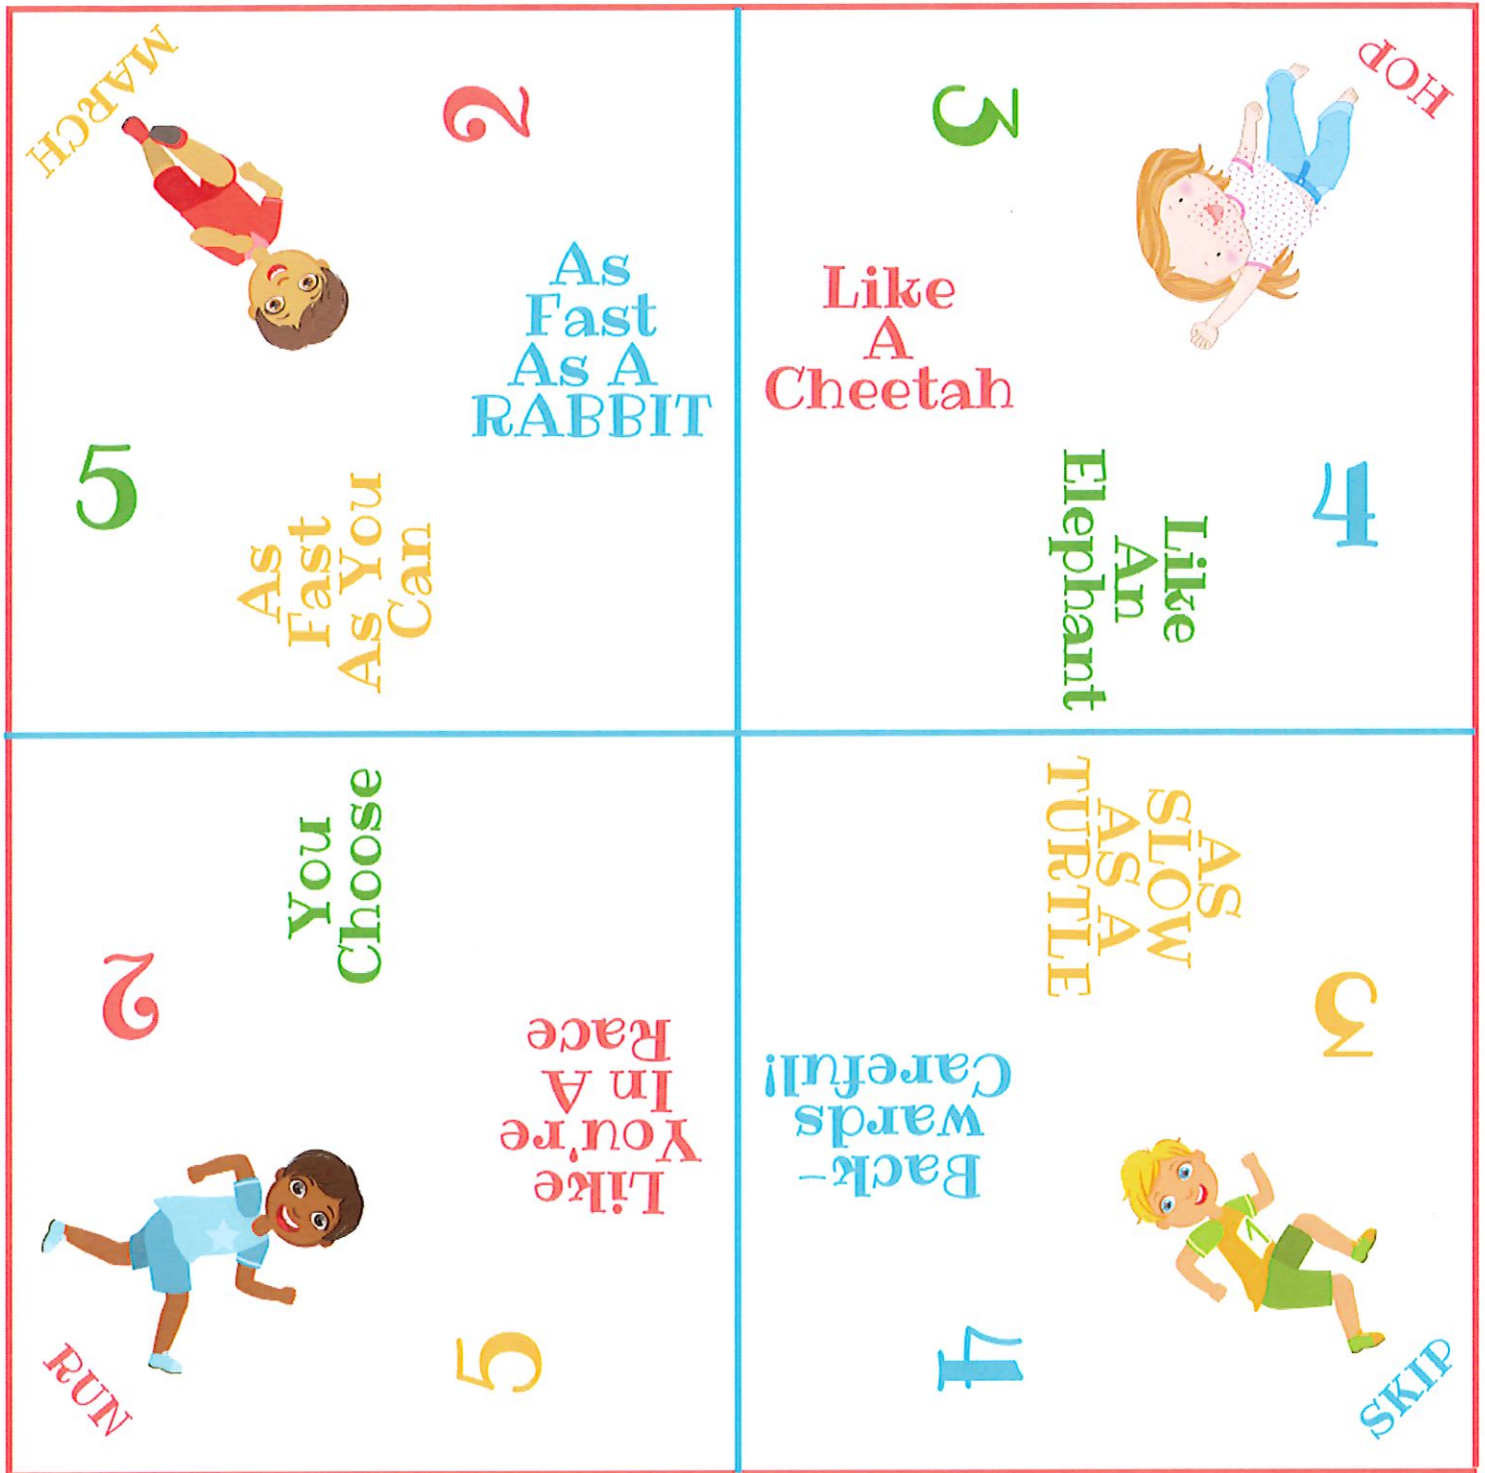 MARCH
2
As
Fast
As A
RABBIT
5
As
Fast
As You
Can
HOP
3
Like
A
Cheetah
4
Like
An
Elephant
You
Choose
2
Like
You're
In A
Race
RUN
5
AS
SLOW
AS A
TURTLE
3
Back-
wards
Careful!
4
SKIP